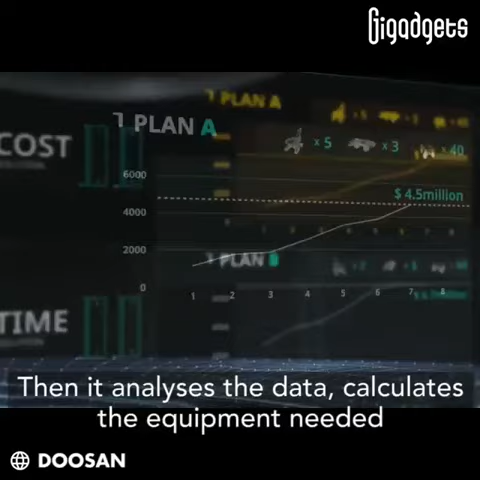 Gigadgets
PLAN A
x 5
COST
PLAN A
x 5
x 3
x 40
6000
$ 4.5million
4000
2000
PLAN B
0
1 2 3 4 5 6 7 8
TIME
Then it analyses the data, calculates
the equipment needed
DOOSAN